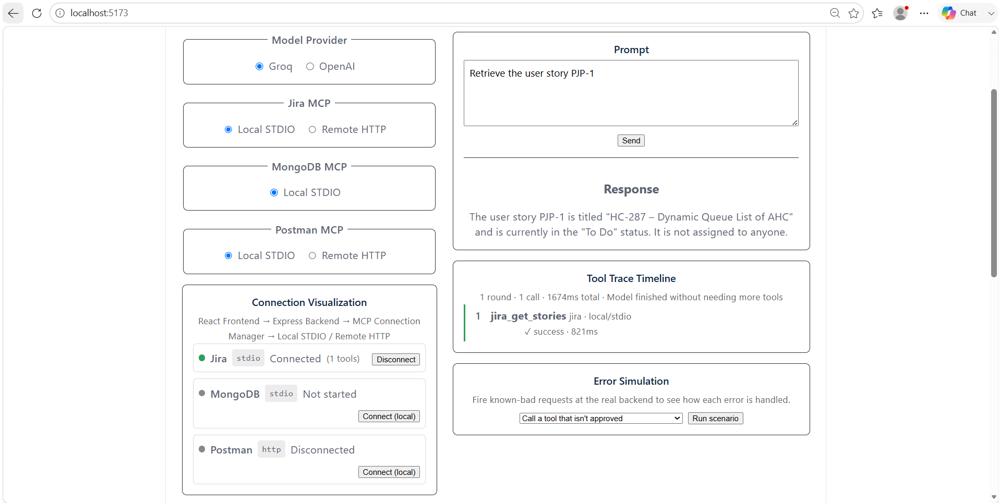 localhost:5173
Chat
Model Provider
Groq OpenAI
Jira MCP
Local STDIO Remote HTTP
MongoDB MCP
Local STDIO
Postman MCP
Local STDIO Remote HTTP
Connection Visualization
React Frontend → Express Backend → MCP Connection
Manager → Local STDIO / Remote HTTP
Jira stdio Connected (1 tools) Disconnect
MongoDB stdio Not started
Connect (local)
Postman http Disconnected
Connect (local)
Prompt
Retrieve the user story PJP-1
Send
Response
The user story PJP-1 is titled "HC-287 – Dynamic Queue List of AHC"
and is currently in the "To Do" status. It is not assigned to anyone.
Tool Trace Timeline
1 round · 1 call · 1674ms total · Model finished without needing more tools
1 jira_get_stories jira · local/stdio
✓ success · 821ms
Error Simulation
Fire known-bad requests at the real backend to see how each error is handled.
Call a tool that isn't approved Run scenario